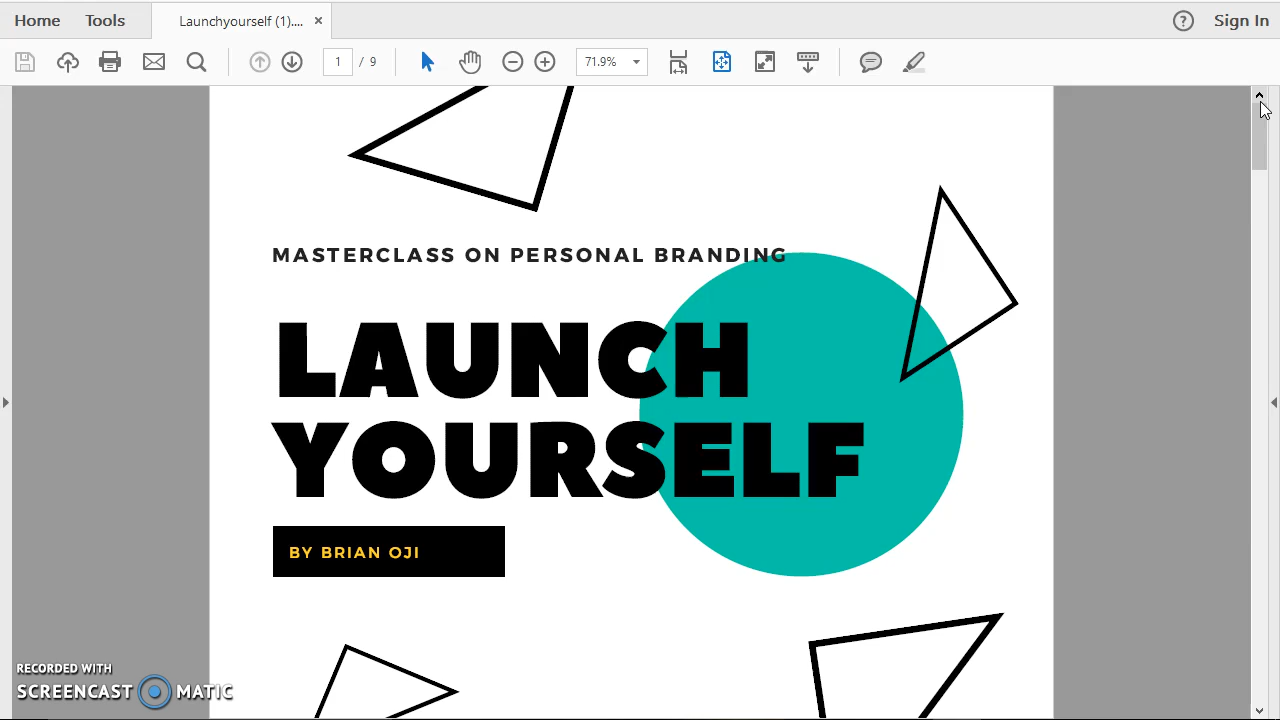 Home Tools Launchyourself (1).... × ? Sign In
1 / 9 71.9%
MASTERCLASS ON PERSONAL BRANDING
LAUNCH
YOURSELF
BY BRIAN OJI
RECORDED WITH
SCREENCAST MATIC